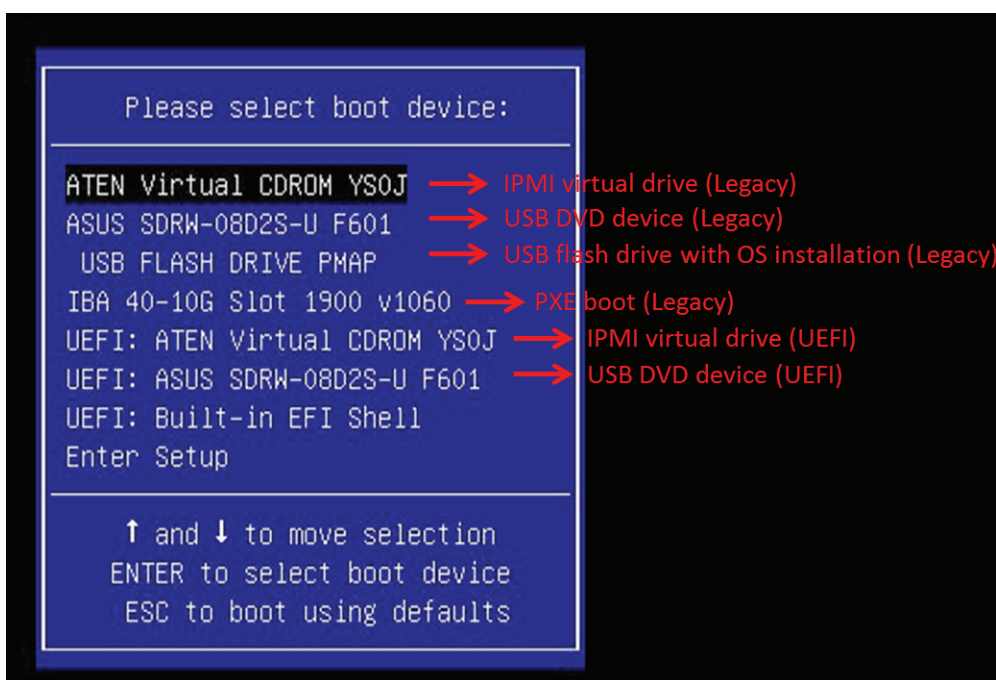 Please select boot device:
ATEN Virtual CDROM YS0J → IPMI virtual drive (Legacy)
ASUS SDRW-08D2S-U F601 → USB DVD device (Legacy)
USB FLASH DRIVE PMAP → USB flash drive with OS installation (Legacy)
IBA 40-10G Slot 1900 v1060 → PXE boot (Legacy)
UEFI: ATEN Virtual CDROM YS0J → IPMI virtual drive (UEFI)
UEFI: ASUS SDRW-08D2S-U F601 → USB DVD device (UEFI)
UEFI: Built-in EFI Shell
Enter Setup
↑ and ↓ to move selection
ENTER to select boot device
ESC to boot using defaults